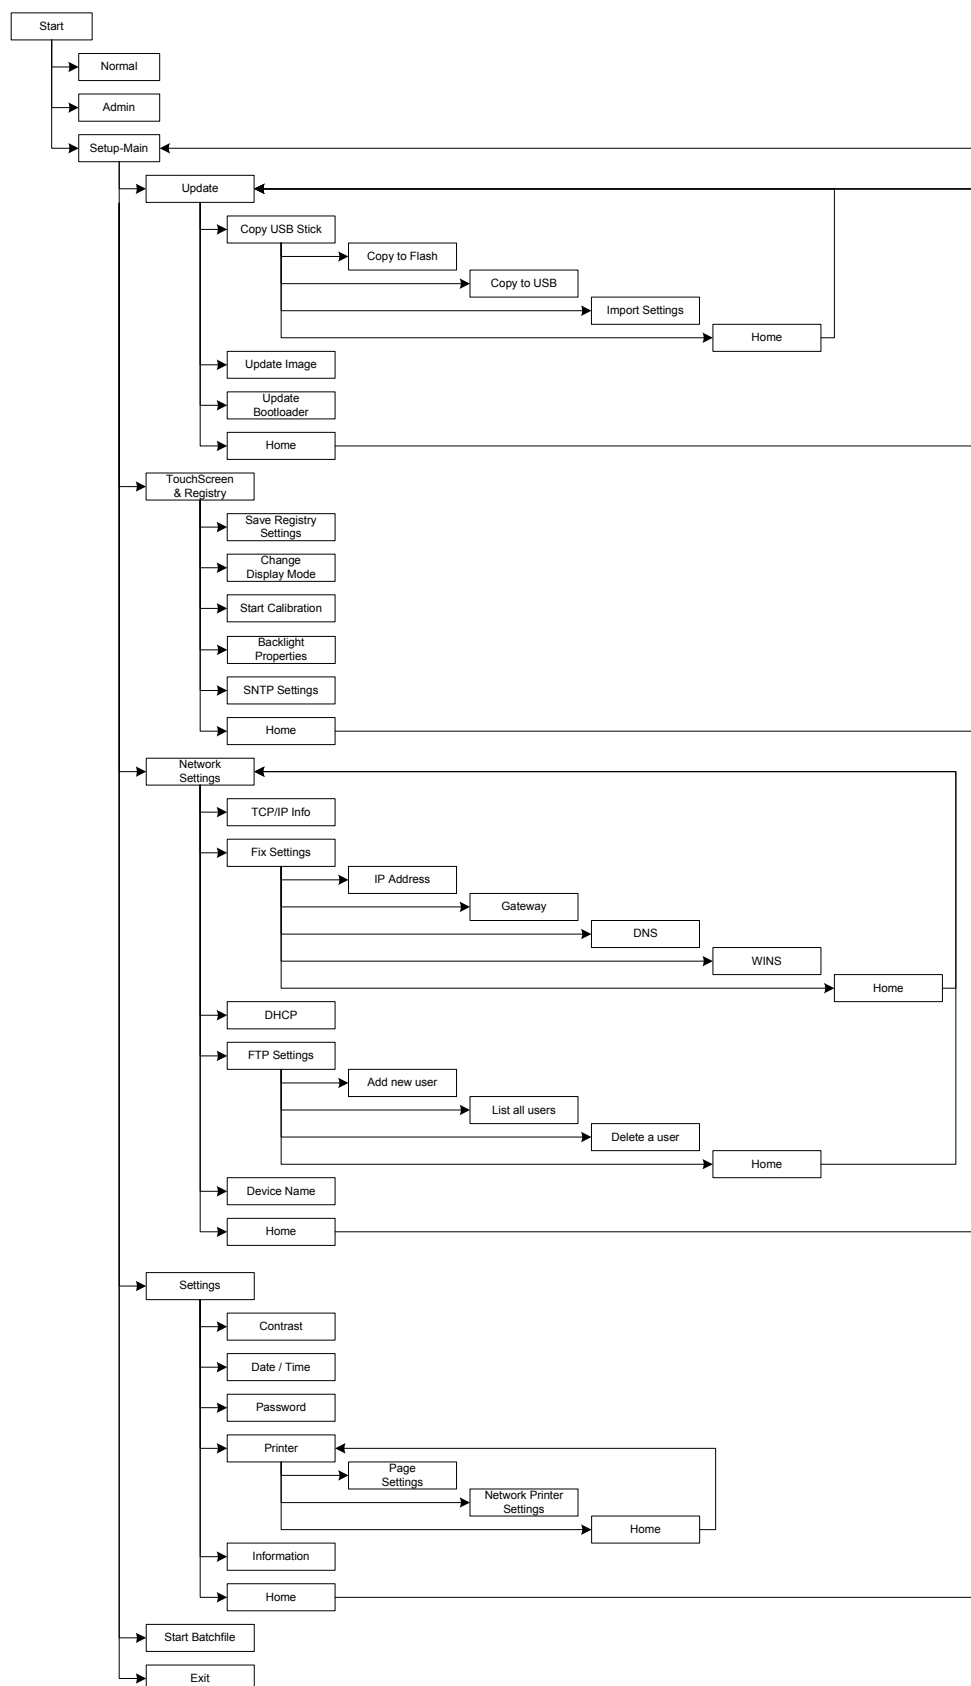 Start
Normal
Admin
Setup-Main
Update
Copy USB Stick
Copy to Flash
Copy to USB
Import Settings
Home
Update Image
Update
Bootloader
Home
TouchScreen
& Registry
Save Registry
Settings
Change
Display Mode
Start Calibration
Backlight
Properties
SNTP Settings
Home
Network
Settings
TCP/IP Info
Fix Settings
IP Address
Gateway
DNS
WINS
Home
DHCP
FTP Settings
Add new user
List all users
Delete a user
Home
Device Name
Home
Settings
Contrast
Date / Time
Password
Printer
Page
Settings
Network Printer
Settings
Home
Information
Home
Start Batchfile
Exit